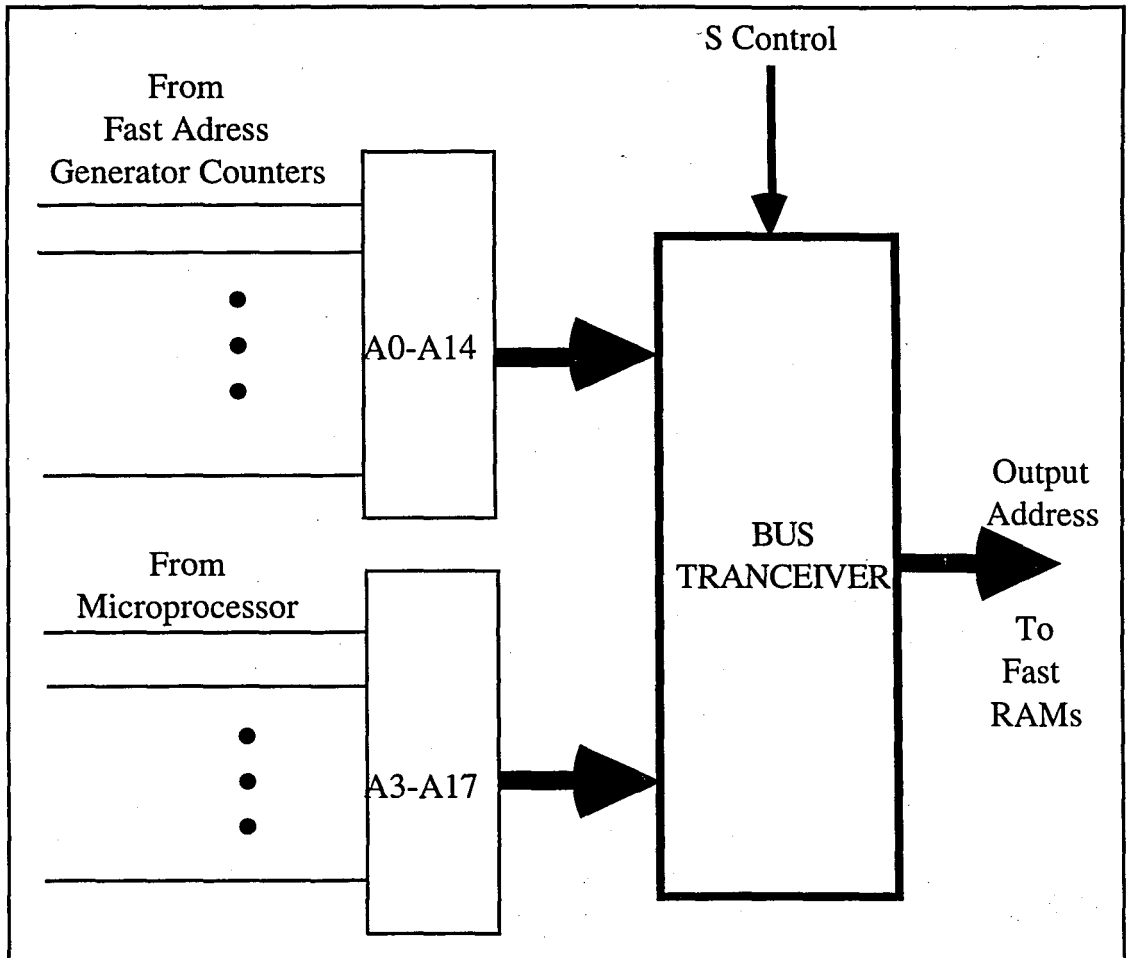 S Control
From
Fast Adress
Generator Counters
A0-A14
From
Microprocessor
A3-A17
BUS
TRANCEIVER
Output
Address
To
Fast
RAMs